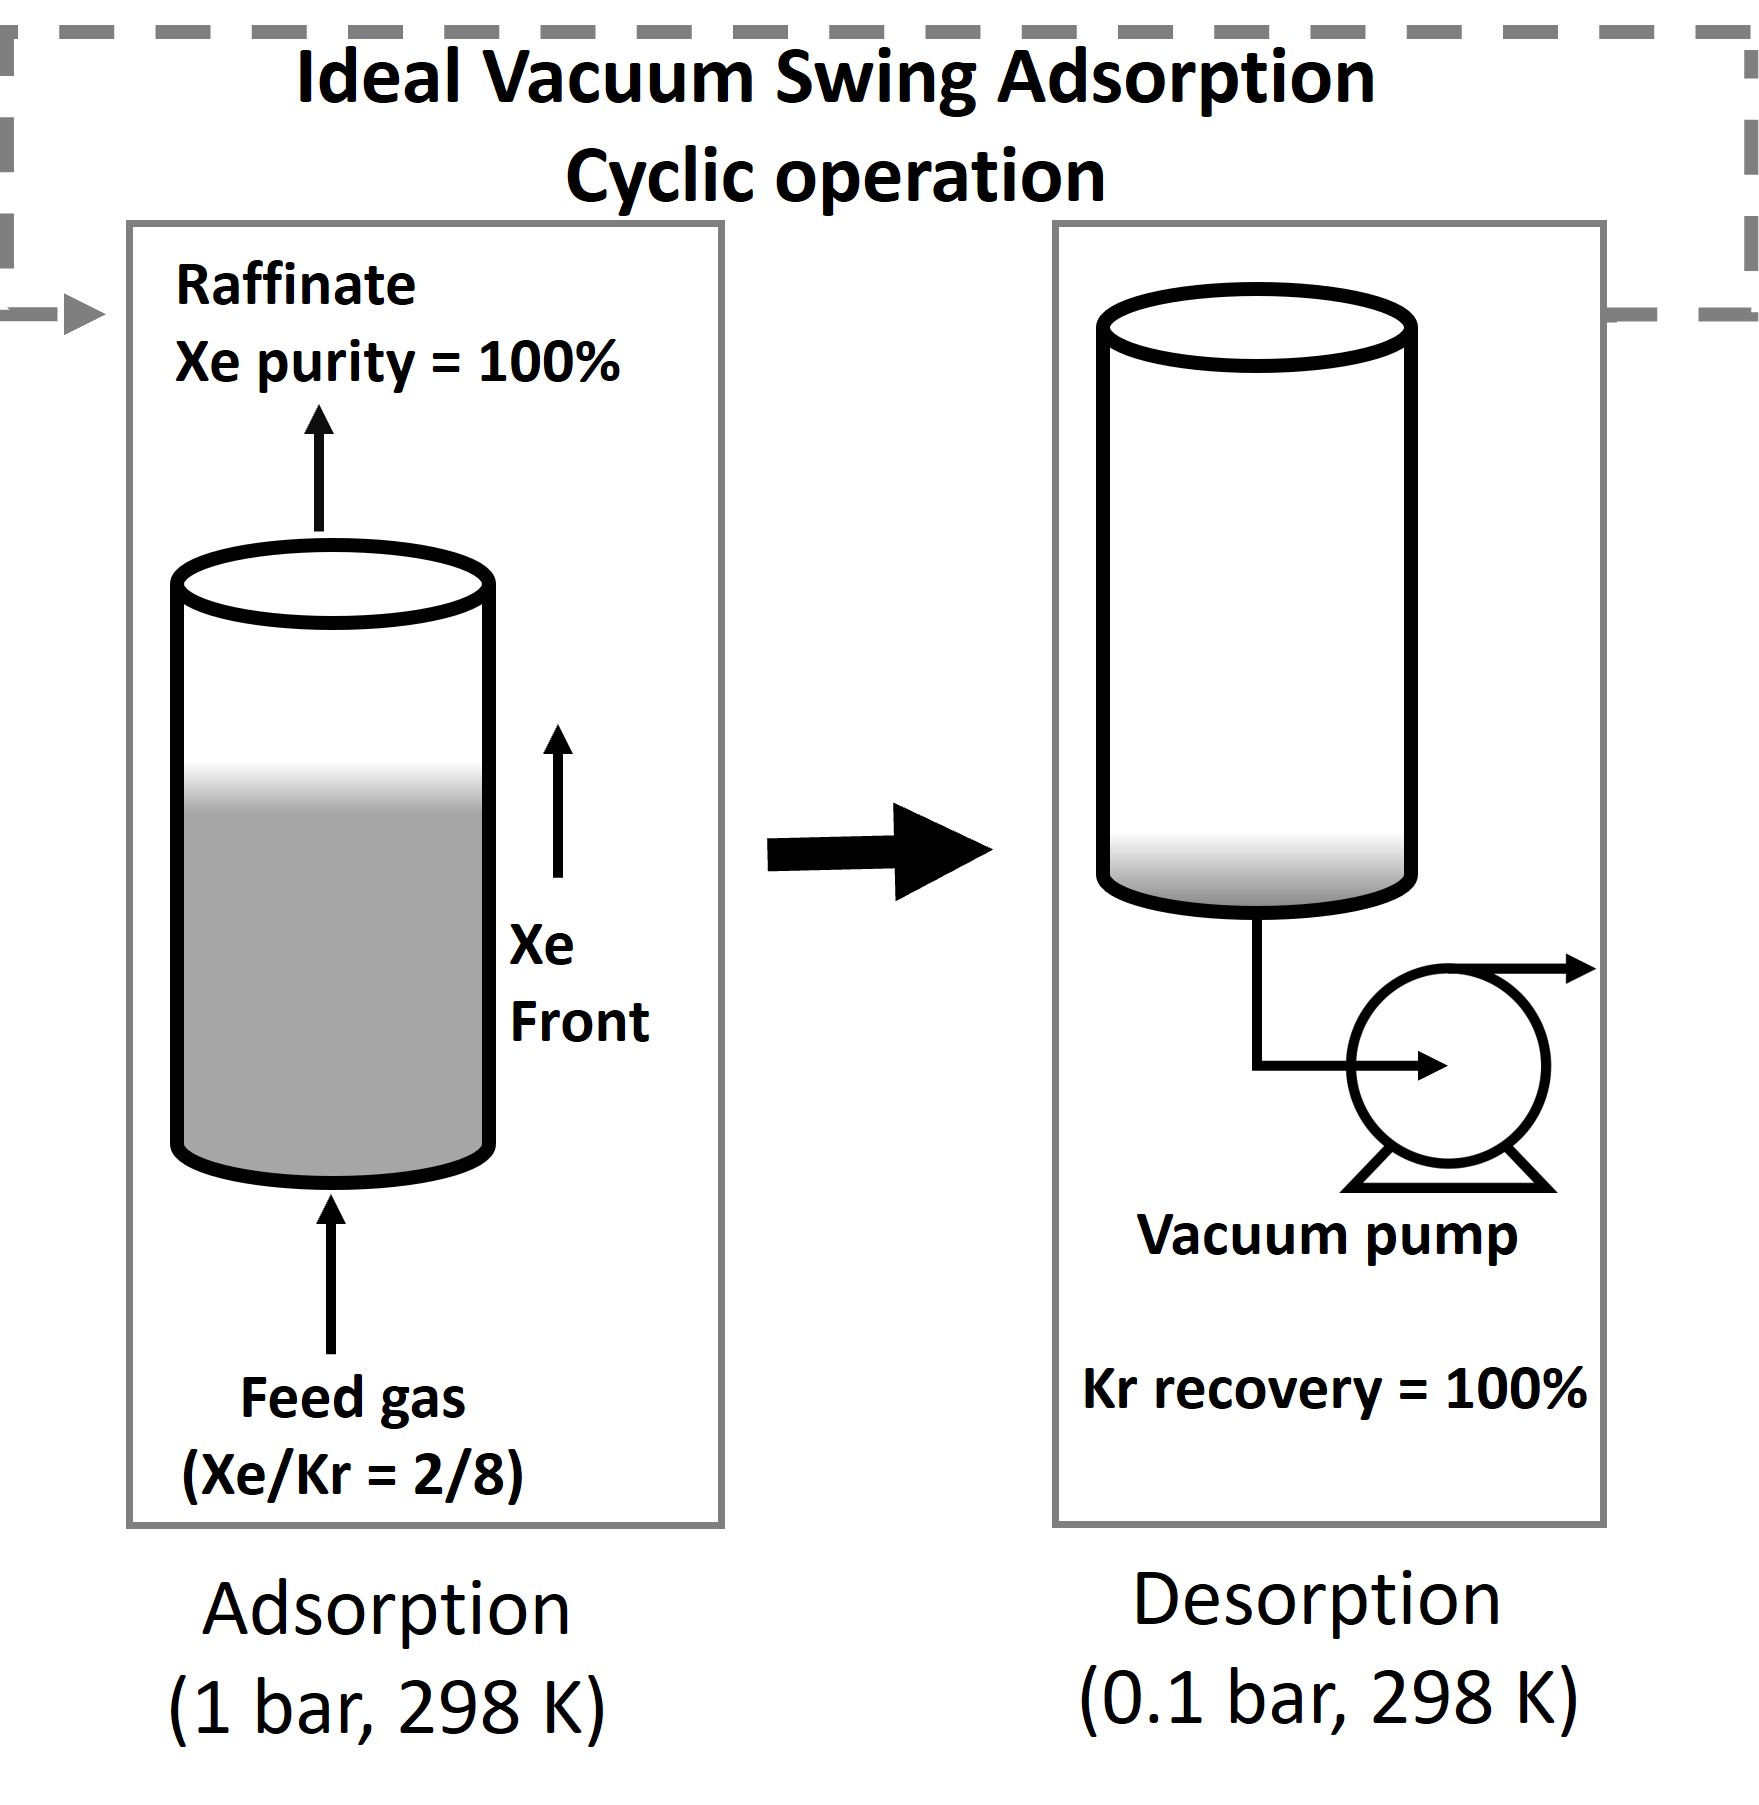 Ideal Vacuum Swing Adsorption
Cyclic operation
Raffinate
Xe purity = 100%
Xe
Front
Feed gas
(Xe/Kr = 2/8)
Adsorption
(1 bar, 298 K)
Vacuum pump
Kr recovery = 100%
Desorption
(0.1 bar, 298 K)